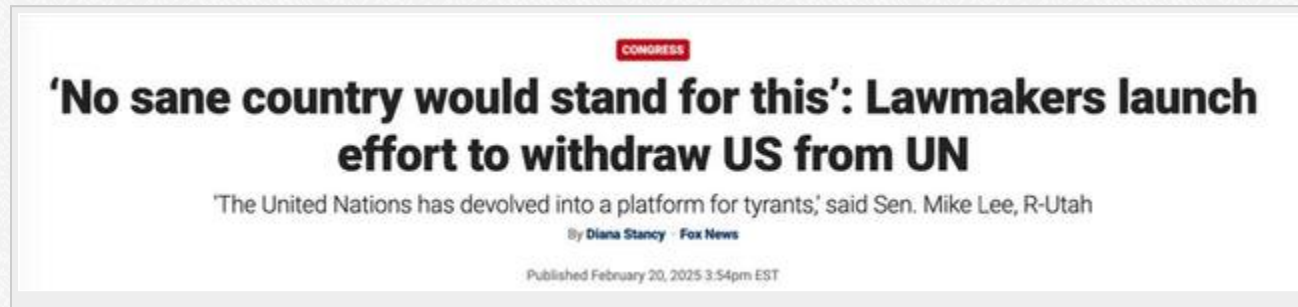 CONGRESS
‘No sane country would stand for this’: Lawmakers launch
effort to withdraw US from UN
'The United Nations has devolved into a platform for tyrants,' said Sen. Mike Lee, R-Utah
By Diana Stancy · Fox News
Published February 20, 2025 3:54pm EST